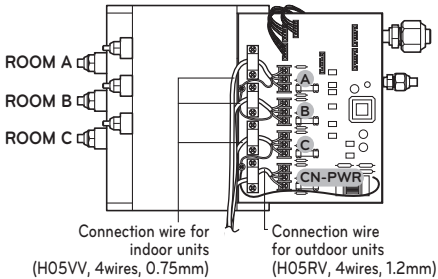 ROOM A
ROOM B
ROOM C
A
B
C
CN-PWR
Connection wire for
indoor units
(H05VV, 4wires, 0.75mm)
Connection wire
for outdoor units
(H05RV, 4wires, 1.2mm)